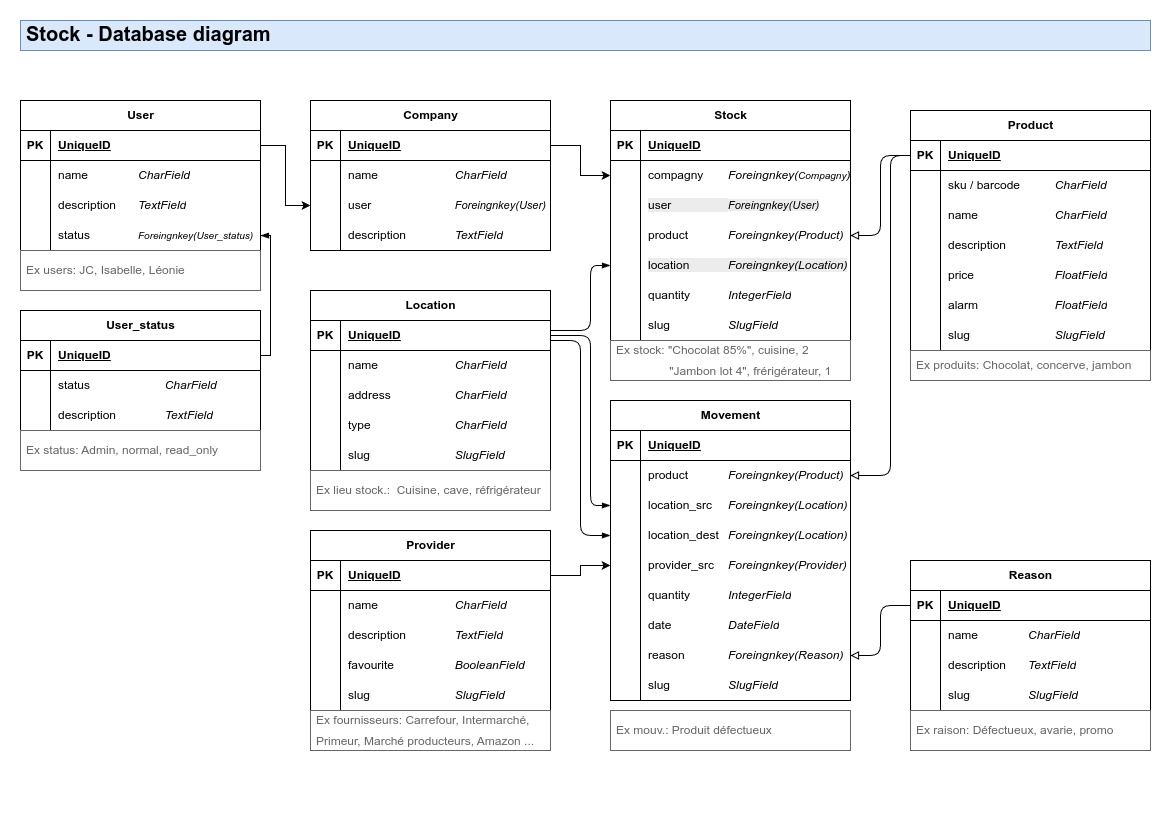 Stock - Database diagram
User
PK UniqueID
name CharField
description TextField
status Foreingnkey(User_status)
Ex users: JC, Isabelle, Léonie
User_status
PK UniqueID
status CharField
description TextField
Ex status: Admin, normal, read_only
Company
PK UniqueID
name CharField
user Foreingnkey(User)
description TextField
Location
PK UniqueID
name CharField
address CharField
type CharField
slug SlugField
Ex lieu stock.: Cuisine, cave, réfrigérateur
Provider
PK UniqueID
name CharField
description TextField
favourite BooleanField
slug SlugField
Ex fournisseurs: Carrefour, Intermarché,
Primeur, Marché producteurs, Amazon ...
Stock
PK UniqueID
compagny Foreingnkey(Compagny)
user Foreingnkey(User)
product Foreingnkey(Product)
location Foreingnkey(Location)
quantity IntegerField
slug SlugField
Ex stock: "Chocolat 85%", cuisine, 2
"Jambon lot 4", frérigérateur, 1
Movement
PK UniqueID
product Foreingnkey(Product)
location_src Foreingnkey(Location)
location_dest Foreingnkey(Location)
provider_src Foreingnkey(Provider)
quantity IntegerField
date DateField
reason Foreingnkey(Reason)
slug SlugField
Ex mouv.: Produit défectueux
Product
PK UniqueID
sku / barcode CharField
name CharField
description TextField
price FloatField
alarm FloatField
slug SlugField
Ex produits: Chocolat, concerve, jambon
Reason
PK UniqueID
name CharField
description TextField
slug SlugField
Ex raison: Défectueux, avarie, promo